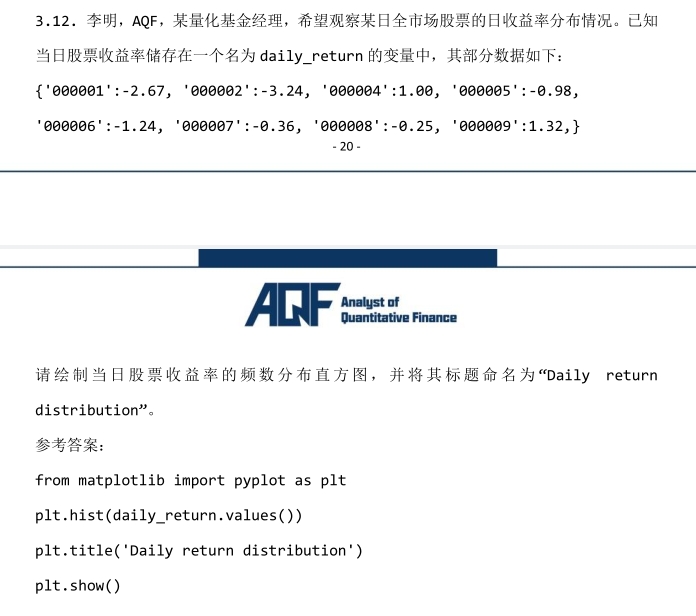 3.12. 李明，AQF，某量化基金经理，希望观察某日全市场股票的日收益率分布情况。已知
当日股票收益率储存在一个名为 daily_return 的变量中，其部分数据如下：
{'000001':-2.67, '000002':-3.24, '000004':1.00, '000005':-0.98,
'000006':-1.24, '000007':-0.36, '000008':-0.25, '000009':1.32,}
- 20 -
AQF Analyst of
Quantitative Finance
请绘制当日股票收益率的频数分布直方图，并将其标题命名为“Daily return
distribution”。
参考答案：
from matplotlib import pyplot as plt
plt.hist(daily_return.values())
plt.title('Daily return distribution')
plt.show()